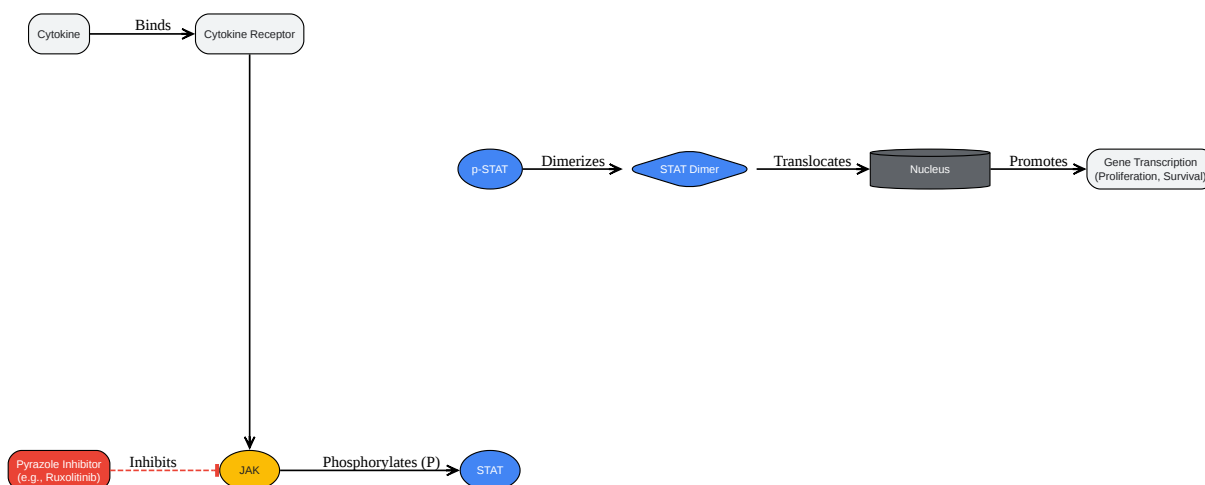 Cytokine
Binds
Cytokine Receptor
p-STAT
Dimerizes
STAT Dimer
Translocates
Nucleus
Promotes
Gene Transcription
(Proliferation, Survival)
Pyrazole Inhibitor
(e.g., Ruxolitinib)
Inhibits
JAK
Phosphorylates (P)
STAT